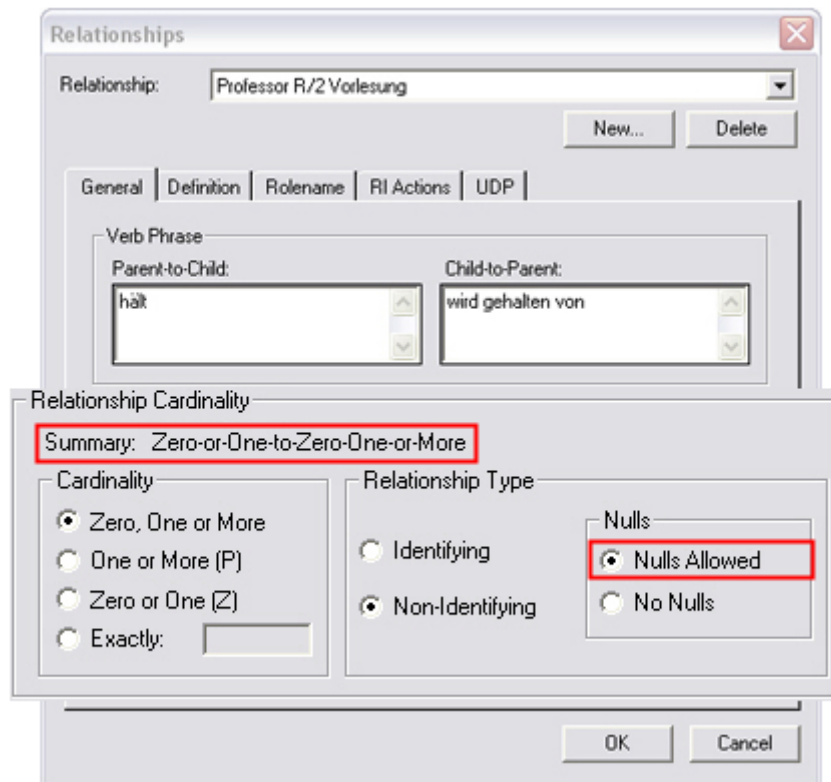 Relationships
Relationship: Professor R/2 Vorlesung
New... Delete
General Definition Rolename RI Actions UDP
Verb Phrase
Parent-to-Child: Child-to-Parent:
hält wird gehalten von
Relationship Cardinality
Summary: Zero-or-One-to-Zero-One-or-More
Cardinality Relationship Type
Zero, One or More Nulls
One or More (P) Identifying Nulls Allowed
Zero or One (Z) Non-Identifying No Nulls
Exactly:
OK Cancel